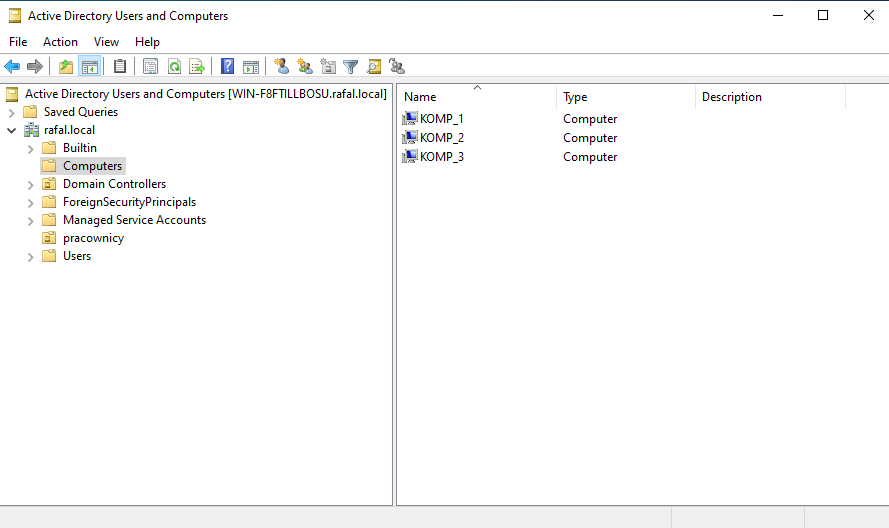 Active Directory Users and Computers
File Action View Help
Active Directory Users and Computers [WIN-F8FTILLBOSU.rafal.local]
Saved Queries
rafal.local
Builtin
Computers
Domain Controllers
ForeignSecurityPrincipals
Managed Service Accounts
pracownicy
Users
Name Type Description
KOMP_1 Computer
KOMP_2 Computer
KOMP_3 Computer